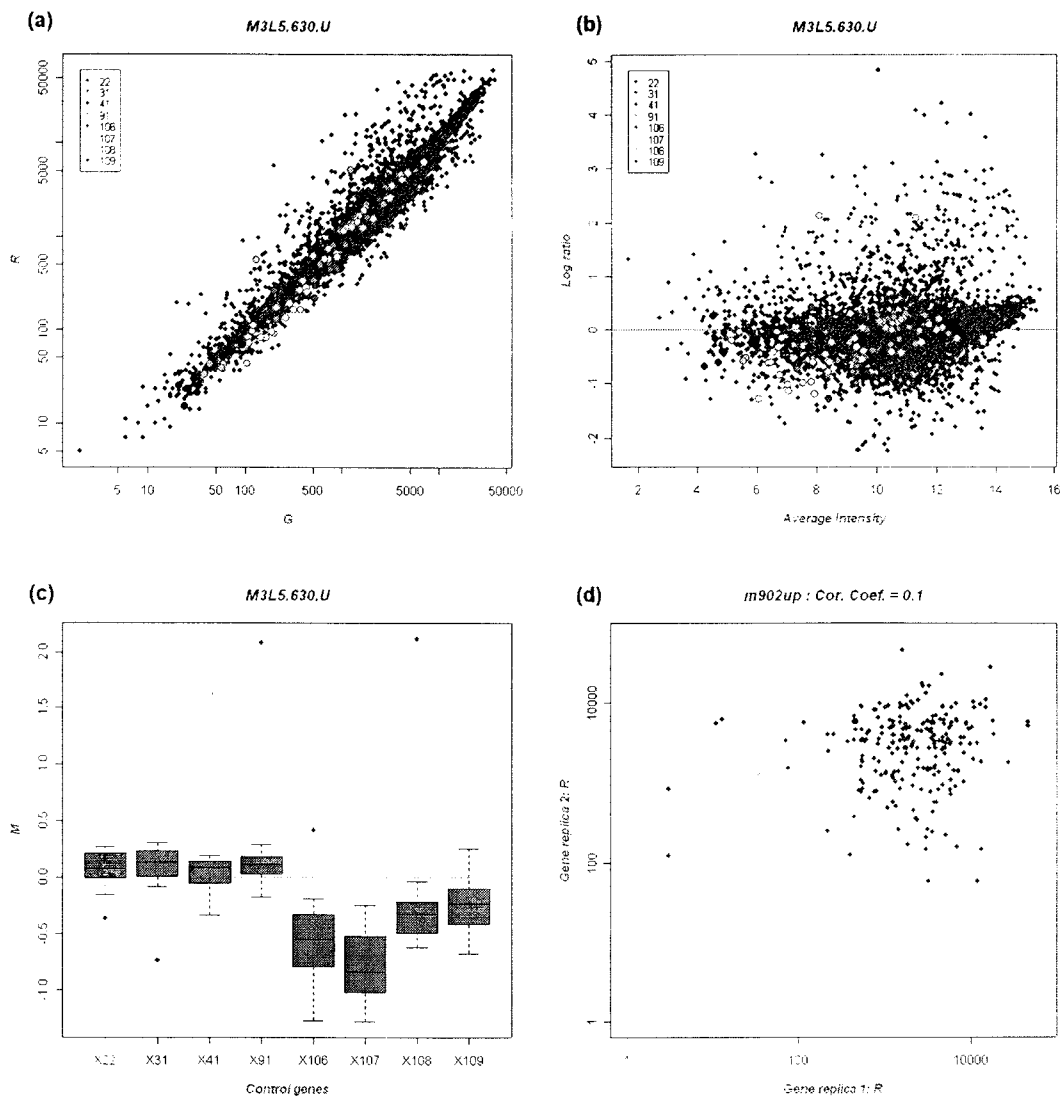 (a)
M3L5.630.U
22
31
41
91
106
107
108
109
R
50000
5000
500
100
50
10
5
5
10
50
100
500
5000
50000
G
(b)
M3L5.630.U
22
31
41
91
106
107
108
109
Log ratio
5
4
3
2
1
0
-1
-2
2
4
6
8
10
12
14
16
Average Intensity
(c)
M3L5.630.U
M
2.0
1.5
1.0
0.5
0.0
-0.5
-1.0
X22
X31
X41
X91
X106
X107
X108
X109
Control genes
(d)
m902up : Cor. Coef. = 0.1
Gene replica 2: R
10000
100
1
1
100
10000
Gene replica 1: R